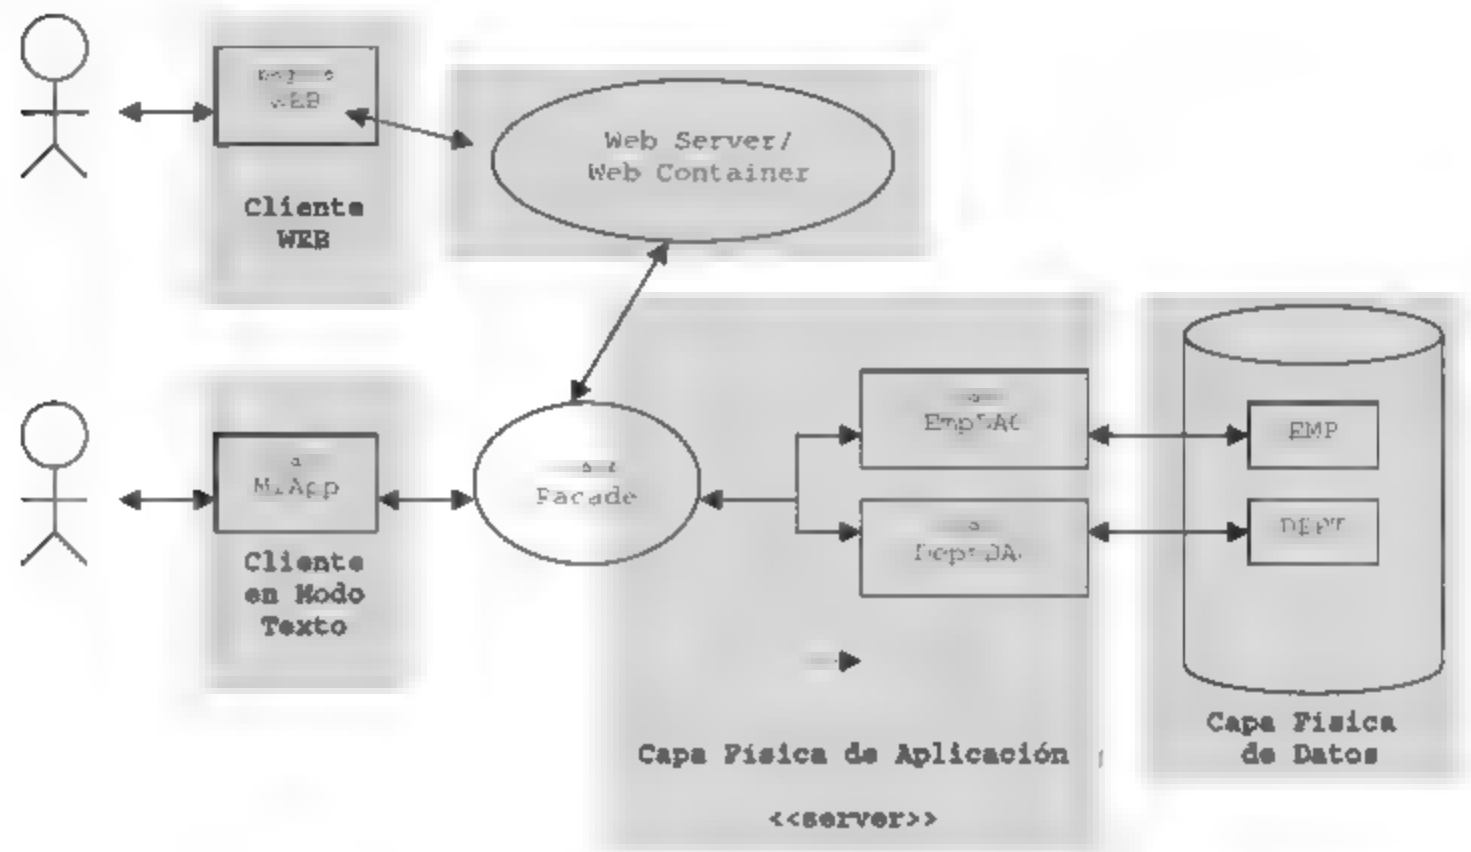 WEB
Cliente
WEB
Web Server/
Web Container
Cliente
en Modo
Texto
Facade
EMP
DEPT
Capa Física de Aplicación
<<server>>
Capa Física
de Datos